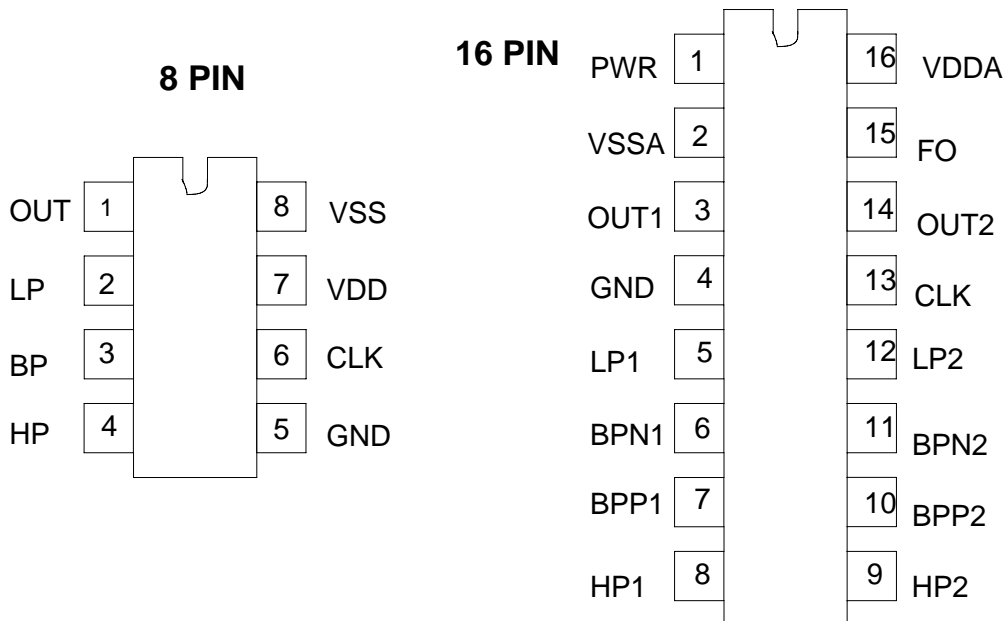 8 PIN
OUT 1 8 VSS
LP 2 7 VDD
BP 3 6 CLK
HP 4 5 GND
16 PIN
PWR 1 16 VDDA
VSSA 2 15 FO
OUT1 3 14 OUT2
GND 4 13 CLK
LP1 5 12 LP2
BPN1 6 11 BPN2
BPP1 7 10 BPP2
HP1 8 9 HP2